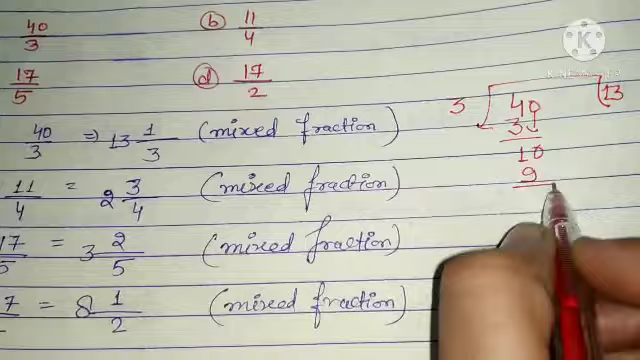 40/3 (b) 11/4
17/5 (d) 17/2
40/3 => 13 1/3 (mixed fraction)
11/4 = 2 3/4 (mixed fraction)
17/5 = 3 2/5 (mixed fraction)
7 = 8 1/2 (mixed fraction)
3 40 13
3
10
9
K